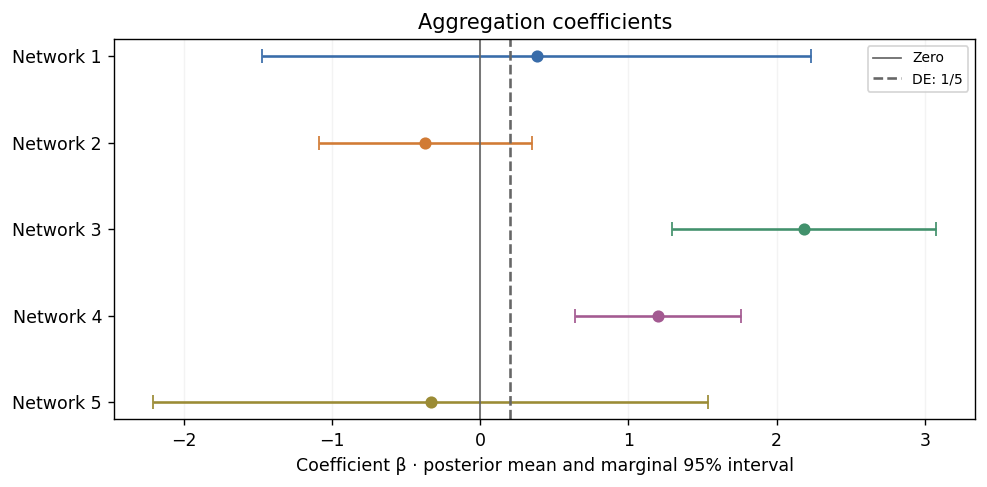 Aggregation coefficients
Network 1
Network 2
Network 3
Network 4
Network 5
Zero
DE: 1/5
−2 −1 0 1 2 3
Coefficient β · posterior mean and marginal 95% interval